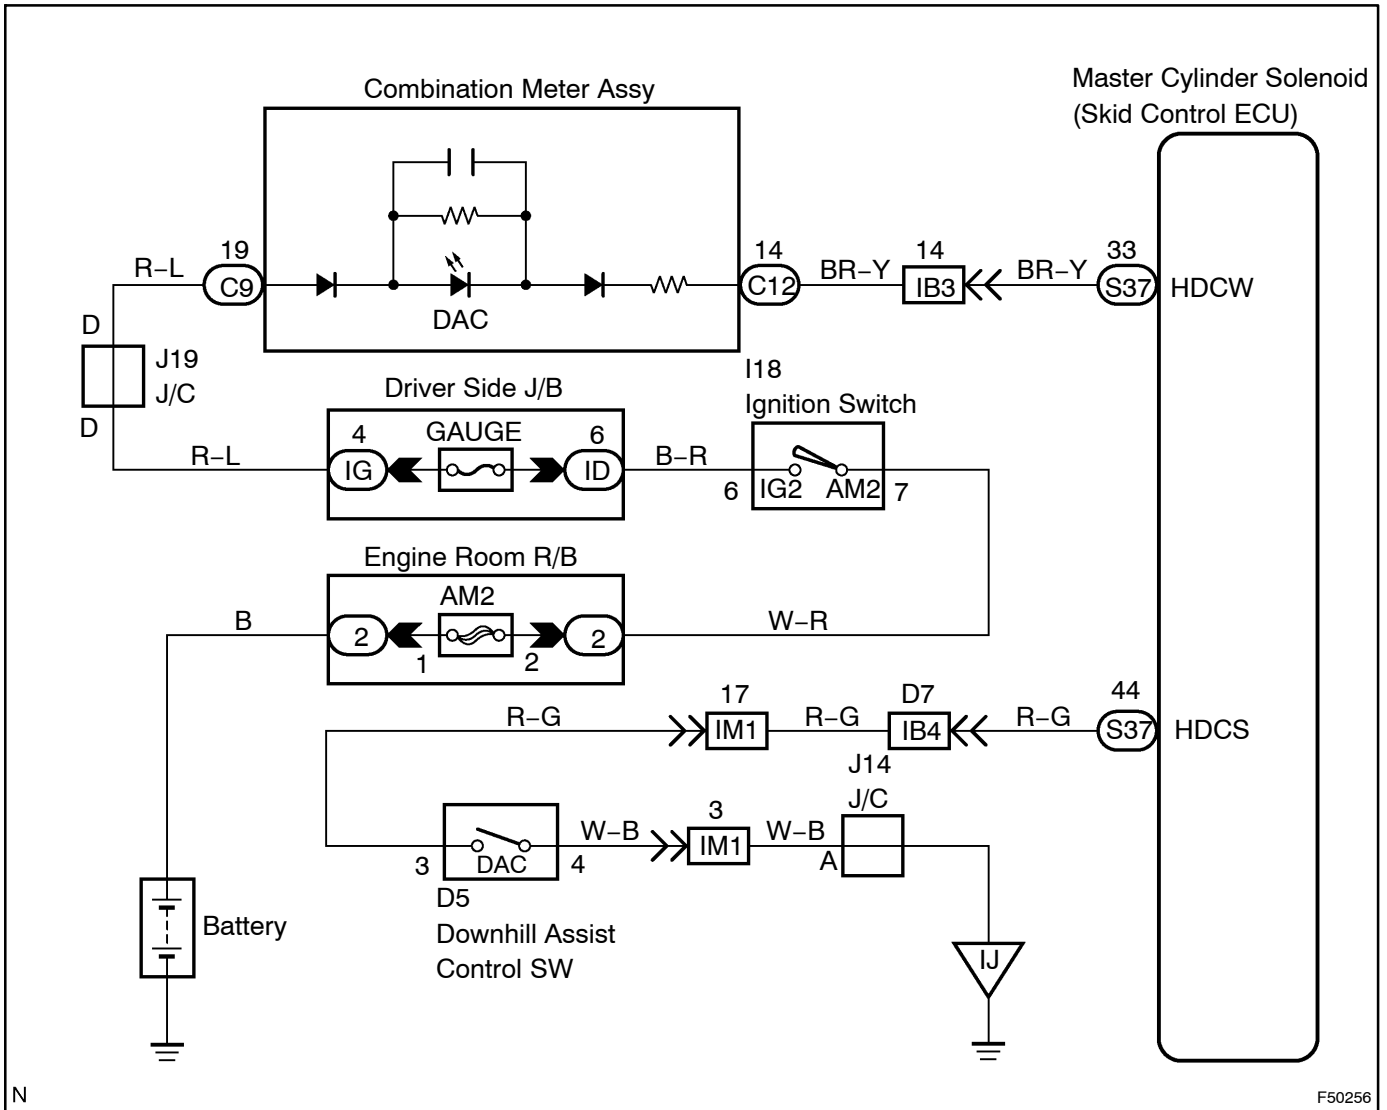 Combination Meter Assy
Master Cylinder Solenoid
(Skid Control ECU)
19
C9
R–L
DAC
14
C12
BR–Y
14
IB3
BR–Y
33
S37
HDCW
D
J19
J/C
D
R–L
Driver Side J/B
4
IG
GAUGE
6
ID
B–R
I18
Ignition Switch
6
IG2
AM2
7
Engine Room R/B
B
2
AM2
1
2
2
W–R
R–G
17
IM1
R–G
D7
IB4
R–G
44
S37
HDCS
3
DAC
4
D5
Downhill Assist
Control SW
W–B
3
IM1
W–B
J14
J/C
A
IJ
Battery
N
F50256